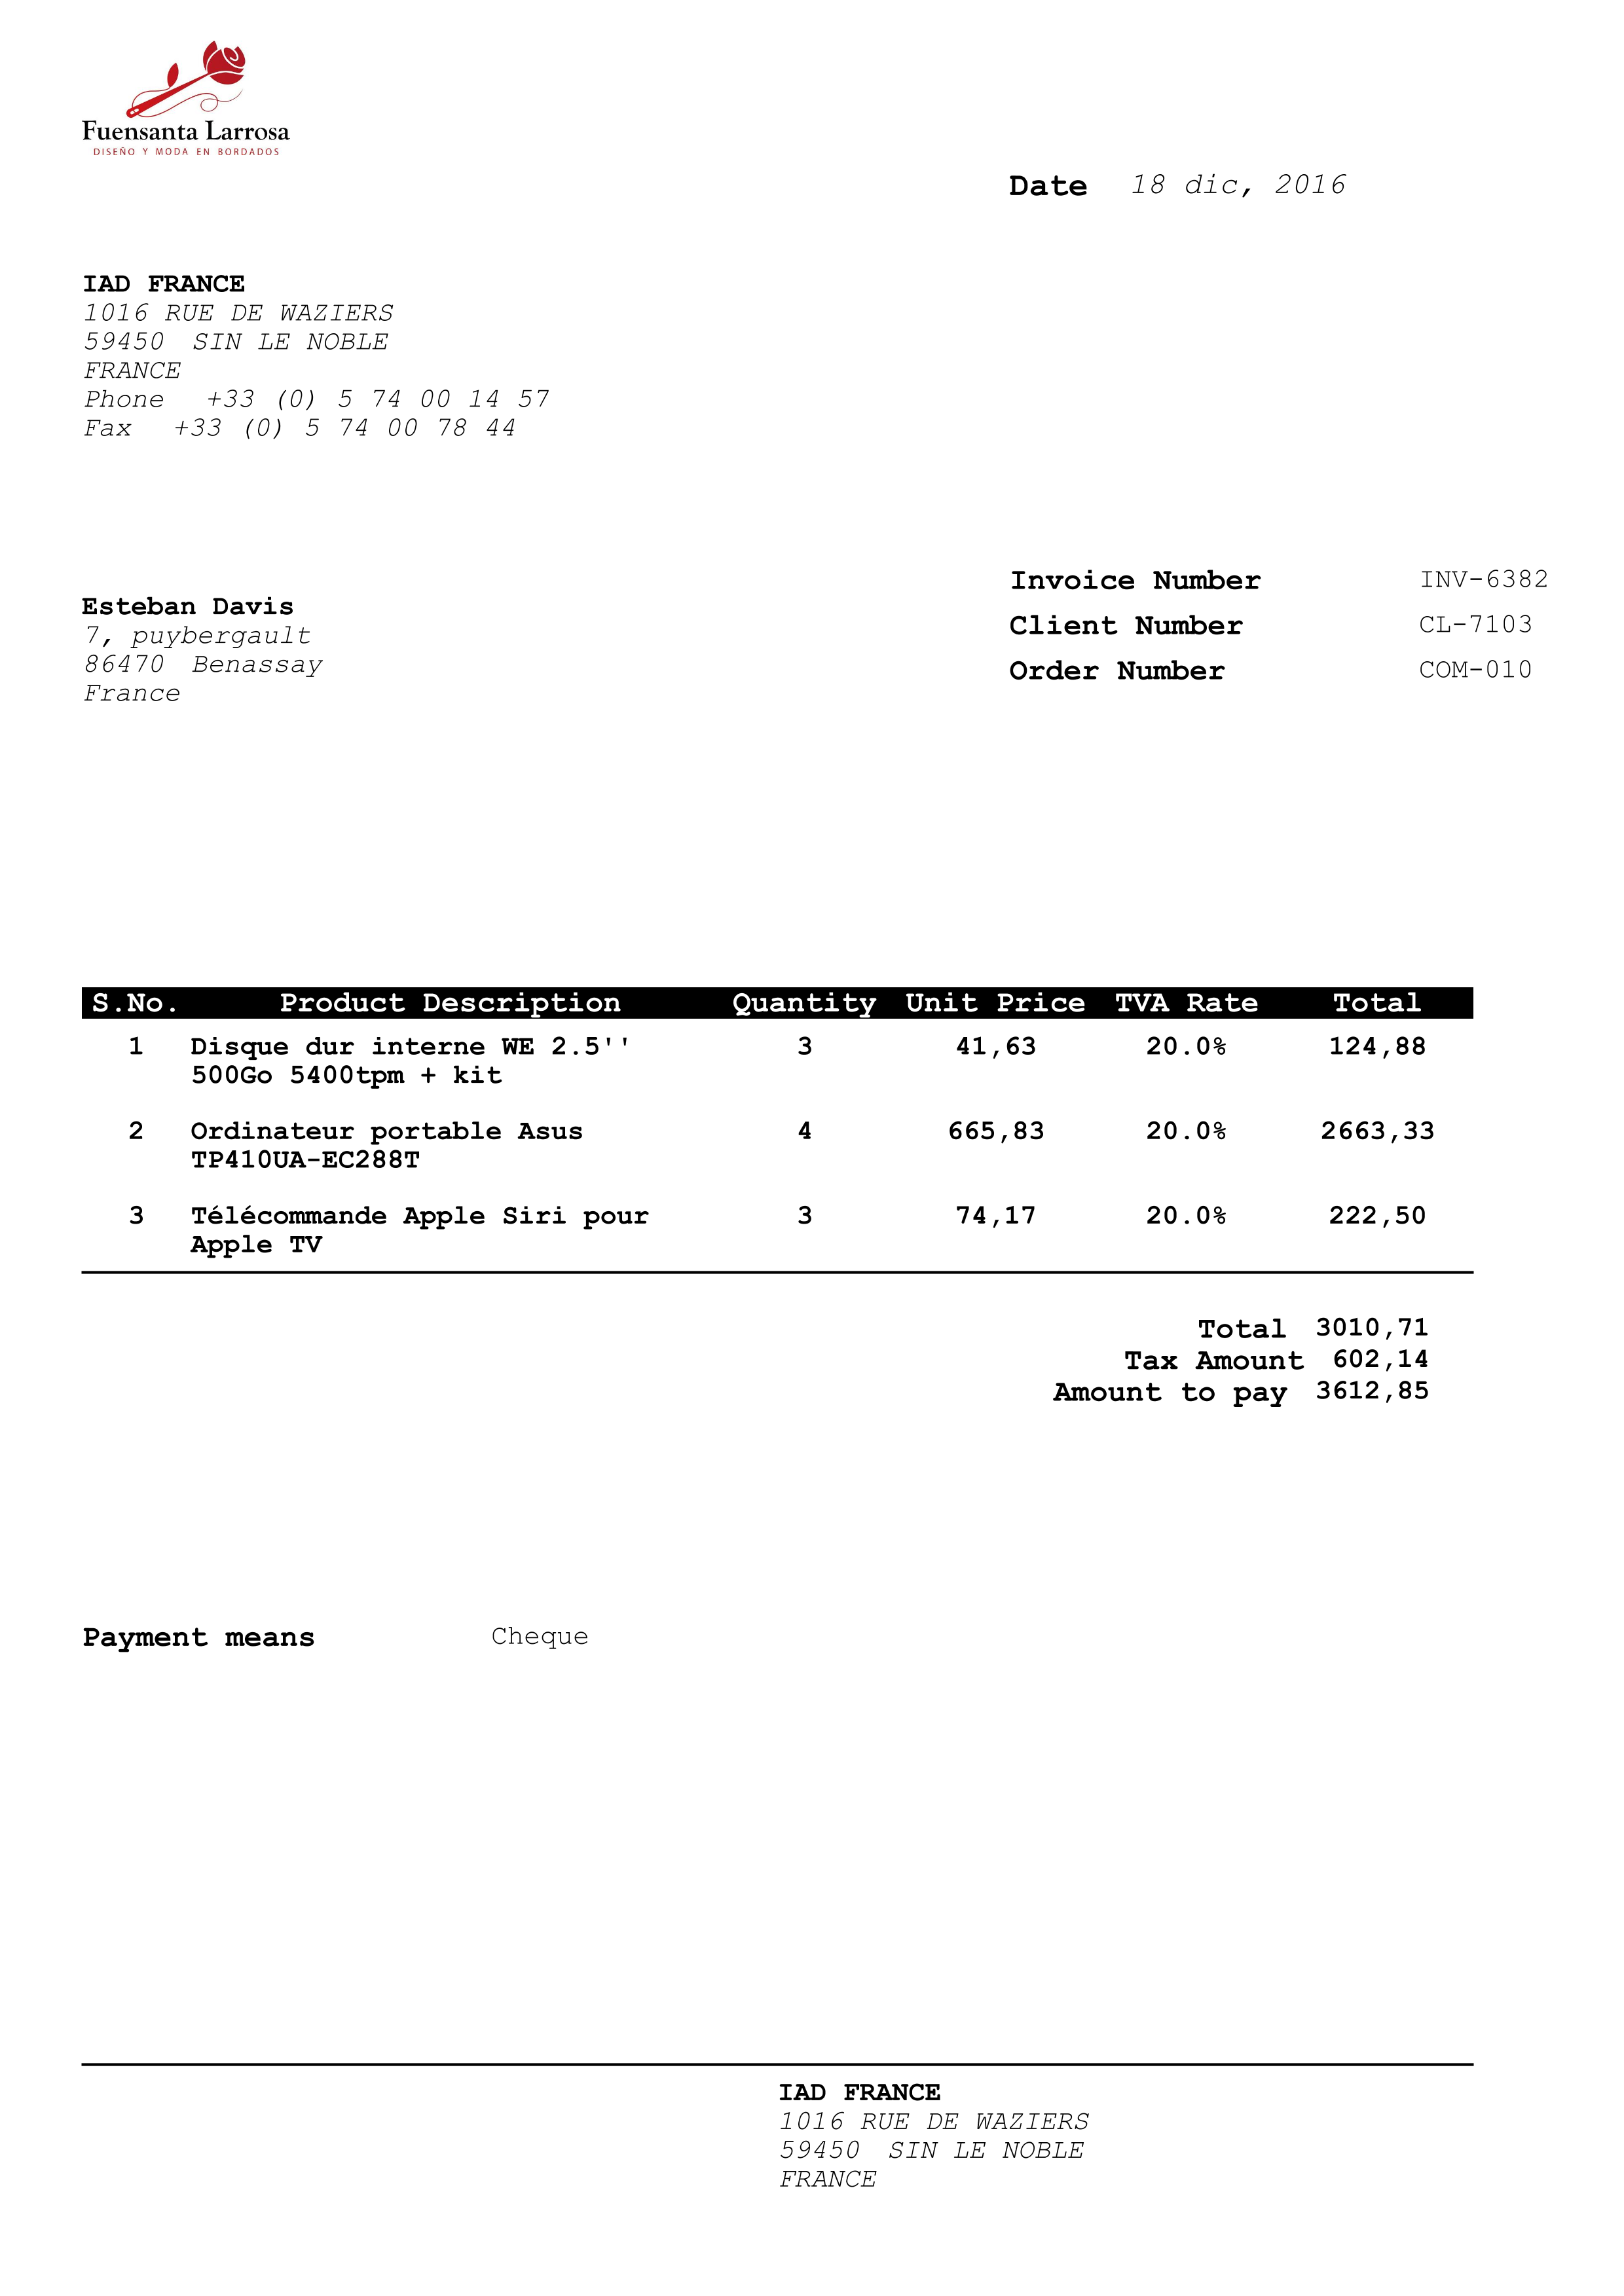 Fuensanta Larrosa
DISEÑO Y MODA EN BORDADOS
Date 18 dic, 2016
IAD FRANCE
1016 RUE DE WAZIERS
59450 SIN LE NOBLE
FRANCE
Phone +33 (0) 5 74 00 14 57
Fax +33 (0) 5 74 00 78 44
Esteban Davis
7, puybergault
86470 Benassay
France
Invoice Number INV-6382
Client Number CL-7103
Order Number COM-010
S.No. Product Description Quantity Unit Price TVA Rate Total
1 Disque dur interne WE 2.5'' 3 41,63 20.0% 124,88
500Go 5400tpm + kit
2 Ordinateur portable Asus 4 665,83 20.0% 2663,33
TP410UA-EC288T
3 Télécommande Apple Siri pour 3 74,17 20.0% 222,50
Apple TV
Total 3010,71
Tax Amount 602,14
Amount to pay 3612,85
Payment means Cheque
IAD FRANCE
1016 RUE DE WAZIERS
59450 SIN LE NOBLE
FRANCE